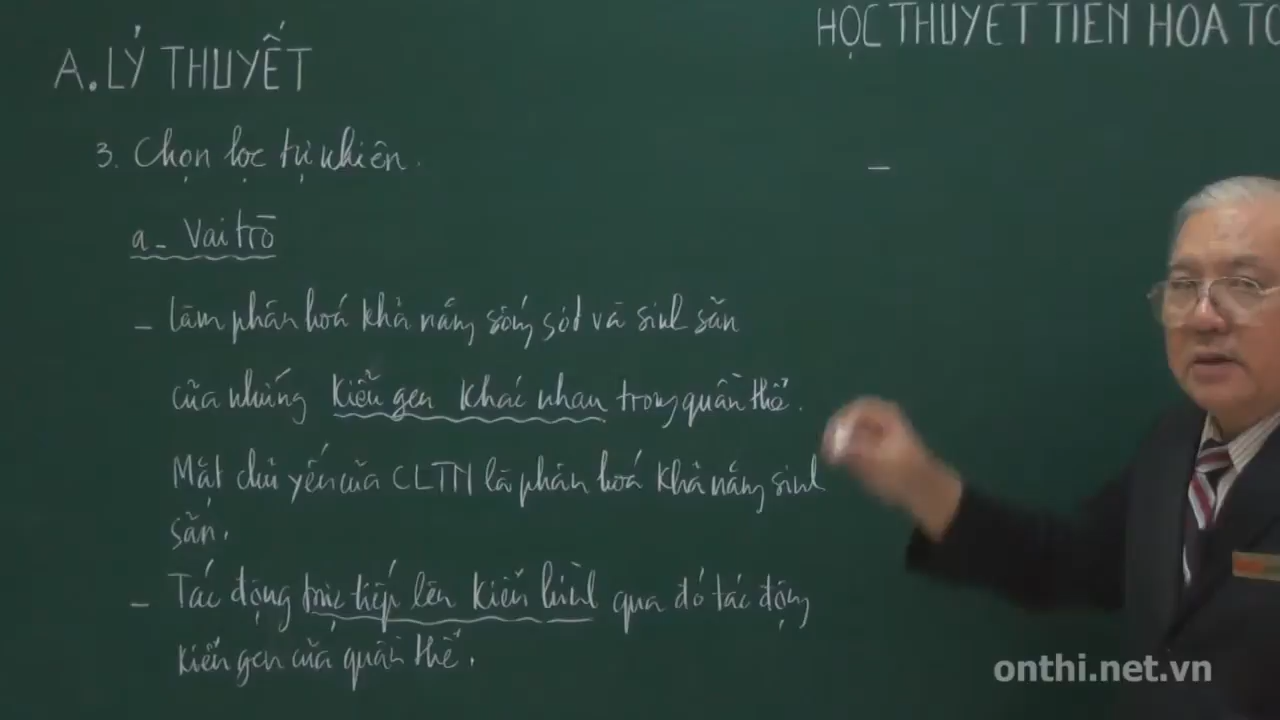 A. LÝ THUYẾT
HỌC THUYẾT TIẾN HOA TO
3. Chọn lọc tự nhiên.
a - Vai trò
- Làm phân hoá khả năng sống sót và sinh sản
của những kiểu gen khác nhau trong quần thể.
Mặt chủ yếu của CLTN là phân hoá khả năng sinh
sản.
- Tác động trực tiếp lên kiểu hình qua đó tác động
kiểu gen của quần thể.
-
onthi.net.vn